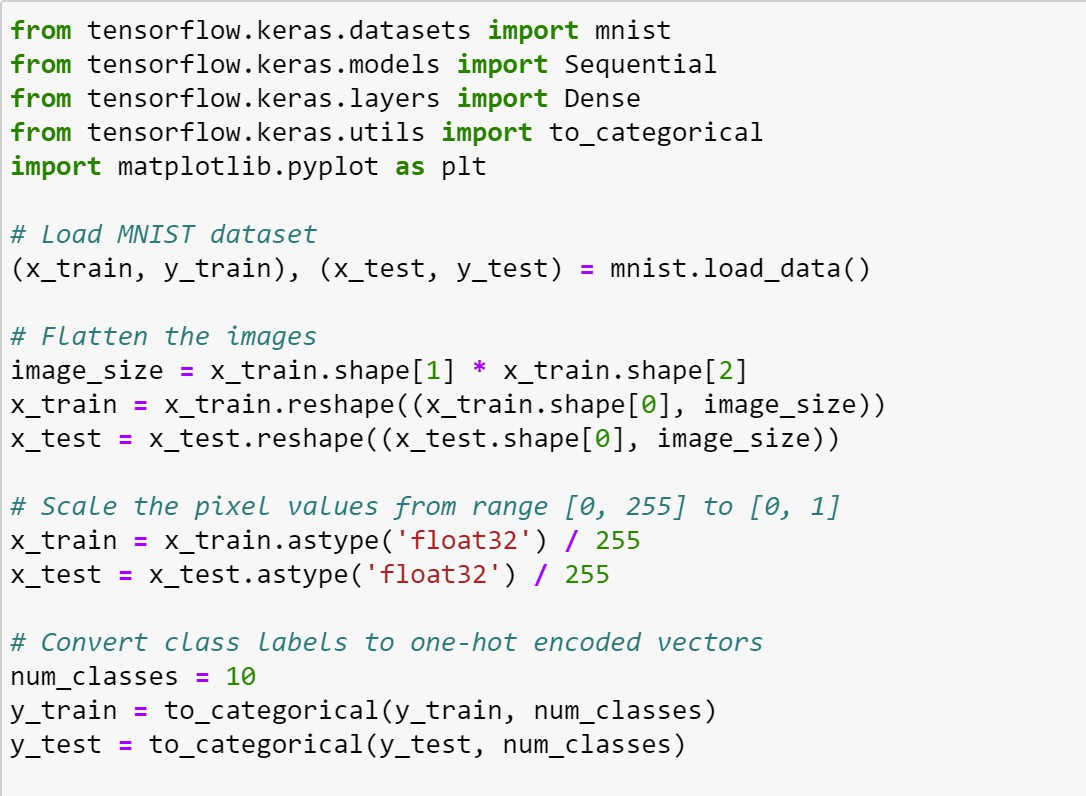 from tensorflow.keras.datasets import mnist
from tensorflow.keras.models import Sequential
from tensorflow.keras.layers import Dense
from tensorflow.keras.utils import to_categorical
import matplotlib.pyplot as plt

# Load MNIST dataset
(x_train, y_train), (x_test, y_test) = mnist.load_data()

# Flatten the images
image_size = x_train.shape[1] * x_train.shape[2]
x_train = x_train.reshape((x_train.shape[0], image_size))
x_test = x_test.reshape((x_test.shape[0], image_size))

# Scale the pixel values from range [0, 255] to [0, 1]
x_train = x_train.astype('float32') / 255
x_test = x_test.astype('float32') / 255

# Convert class labels to one-hot encoded vectors
num_classes = 10
y_train = to_categorical(y_train, num_classes)
y_test = to_categorical(y_test, num_classes)